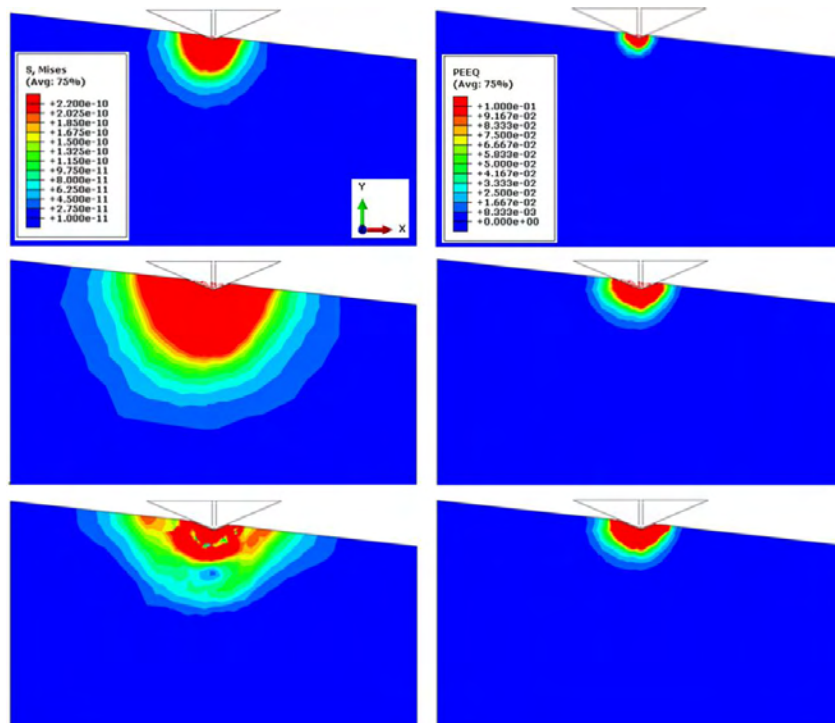 S, Mises
(Avg: 75%)
+2.200e-10
+2.025e-10
+1.850e-10
+1.675e-10
+1.500e-10
+1.325e-10
+1.150e-10
+9.750e-11
+8.000e-11
+6.250e-11
+4.500e-11
+2.750e-11
+1.000e-11
Y
X
PEEQ
(Avg: 75%)
+1.000e-01
+9.167e-02
+8.333e-02
+7.500e-02
+6.667e-02
+5.833e-02
+5.000e-02
+4.167e-02
+3.333e-02
+2.500e-02
+1.667e-02
+8.333e-03
+0.000e+00